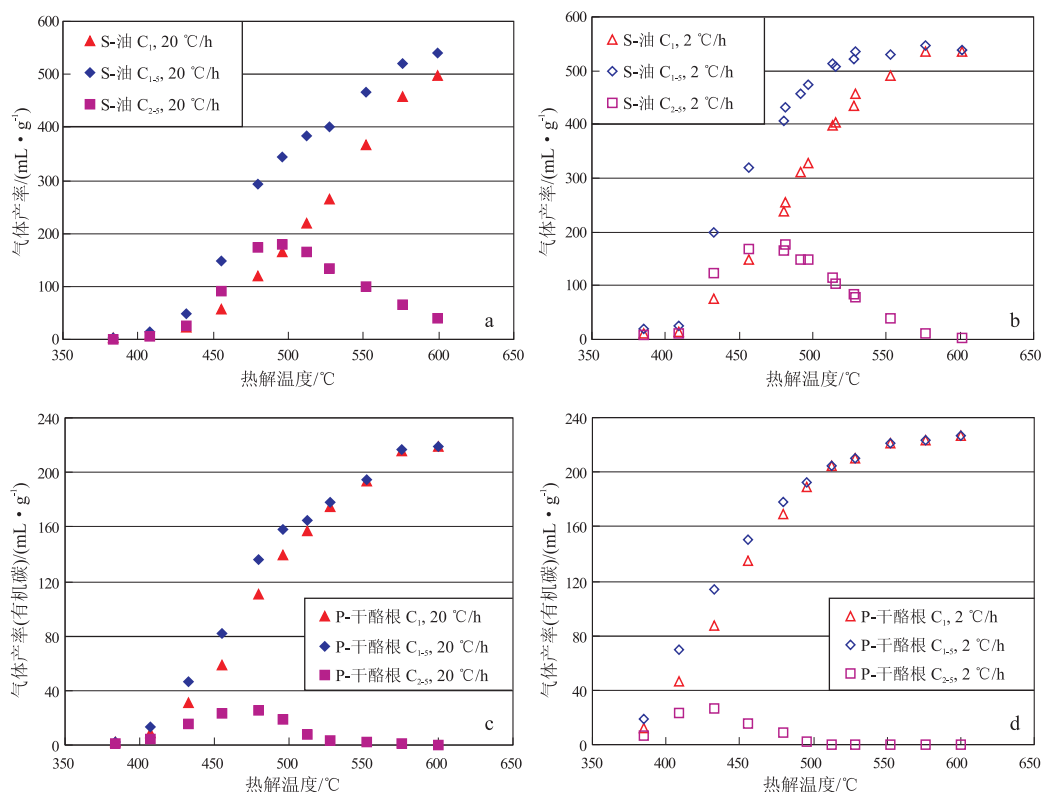 600
500
400
300
200
100
0
气体产率/(mL·g⁻¹)
S-油 C₁, 20 ℃/h
S-油 C₁₋₅, 20 ℃/h
S-油 C₂₋₅, 20 ℃/h
a
350 400 450 500 550 600 650
热解温度/℃
600
500
400
300
200
100
0
气体产率/(mL·g⁻¹)
S-油 C₁, 2 ℃/h
S-油 C₁₋₅, 2 ℃/h
S-油 C₂₋₅, 2 ℃/h
b
350 400 450 500 550 600 650
热解温度/℃
240
200
160
120
80
40
0
气体产率(有机碳)/(mL·g⁻¹)
P-干酪根 C₁, 20 ℃/h
P-干酪根 C₁₋₅, 20 ℃/h
P-干酪根 C₂₋₅, 20 ℃/h
c
350 400 450 500 550 600 650
热解温度/℃
240
200
160
120
80
40
0
气体产率(有机碳)/(mL·g⁻¹)
P-干酪根 C₁, 2 ℃/h
P-干酪根 C₁₋₅, 2 ℃/h
P-干酪根 C₂₋₅, 2 ℃/h
d
350 400 450 500 550 600 650
热解温度/℃